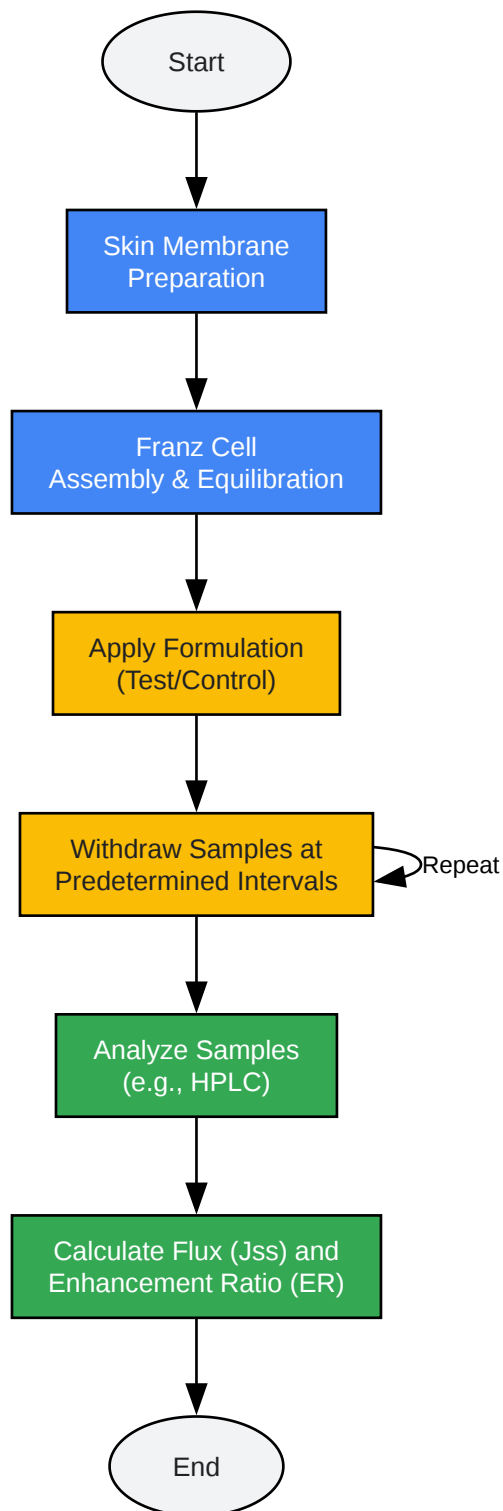 Start
Skin Membrane
Preparation
Franz Cell
Assembly & Equilibration
Apply Formulation
(Test/Control)
Withdraw Samples at
Predetermined Intervals
Repeat
Analyze Samples
(e.g., HPLC)
Calculate Flux (Jss) and
Enhancement Ratio (ER)
End